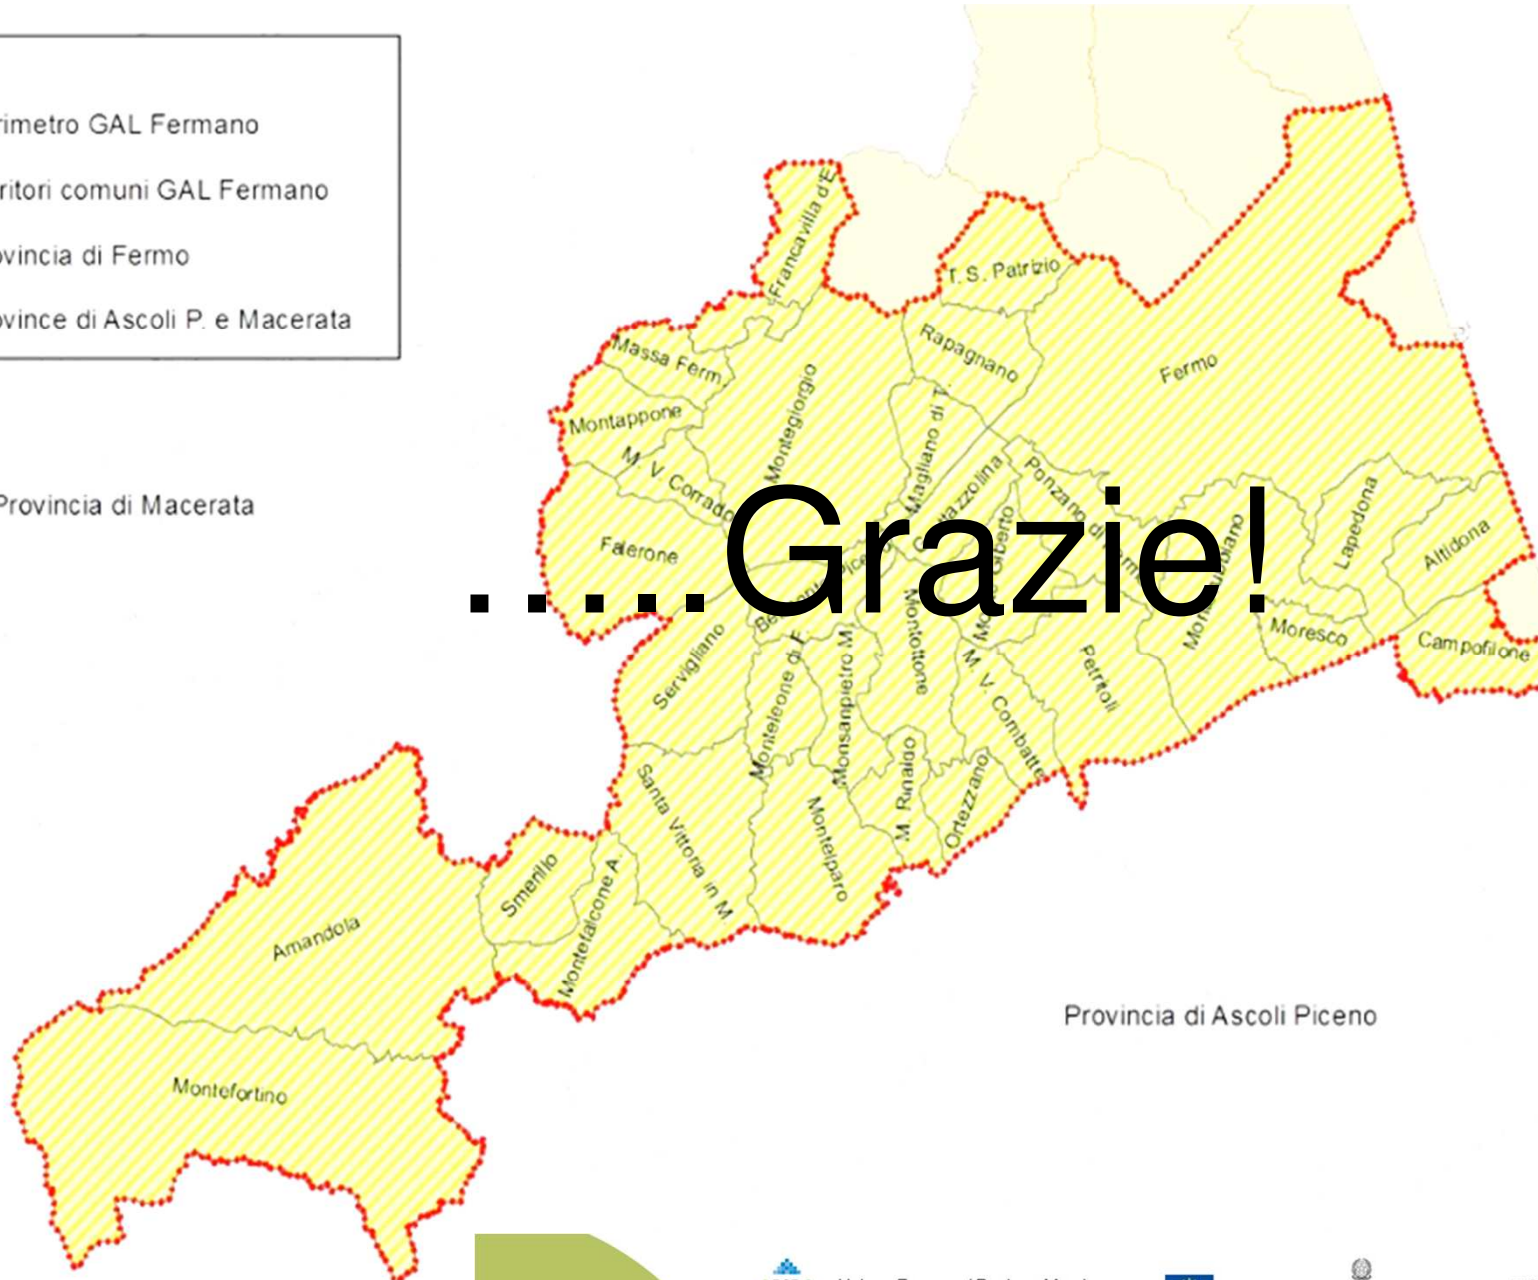 rimetro GAL Fermano
ritori comuni GAL Fermano
ovincia di Fermo
ovince di Ascoli P. e Macerata
Francavilla d'E
T. S. Patrizio
Massa Ferm.
Rapagnano
Fermo
Montappone
Montegiorgio
Magliano di T.
M. V. Corrado
Provincia di Macerata
Lapedona
Altidona
Falerone
.....Grazie!
Moresco
Campofilone
Servigliano
Monteleone di F.
Monsanpietro M.
Montottone
M. V. Combatte
Petritoli
Santa Vittoria in M.
Montelparo
M. Rinaldo
Ortezzano
Smerillo
Montefalcone A.
Amandola
Provincia di Ascoli Piceno
Montefortino